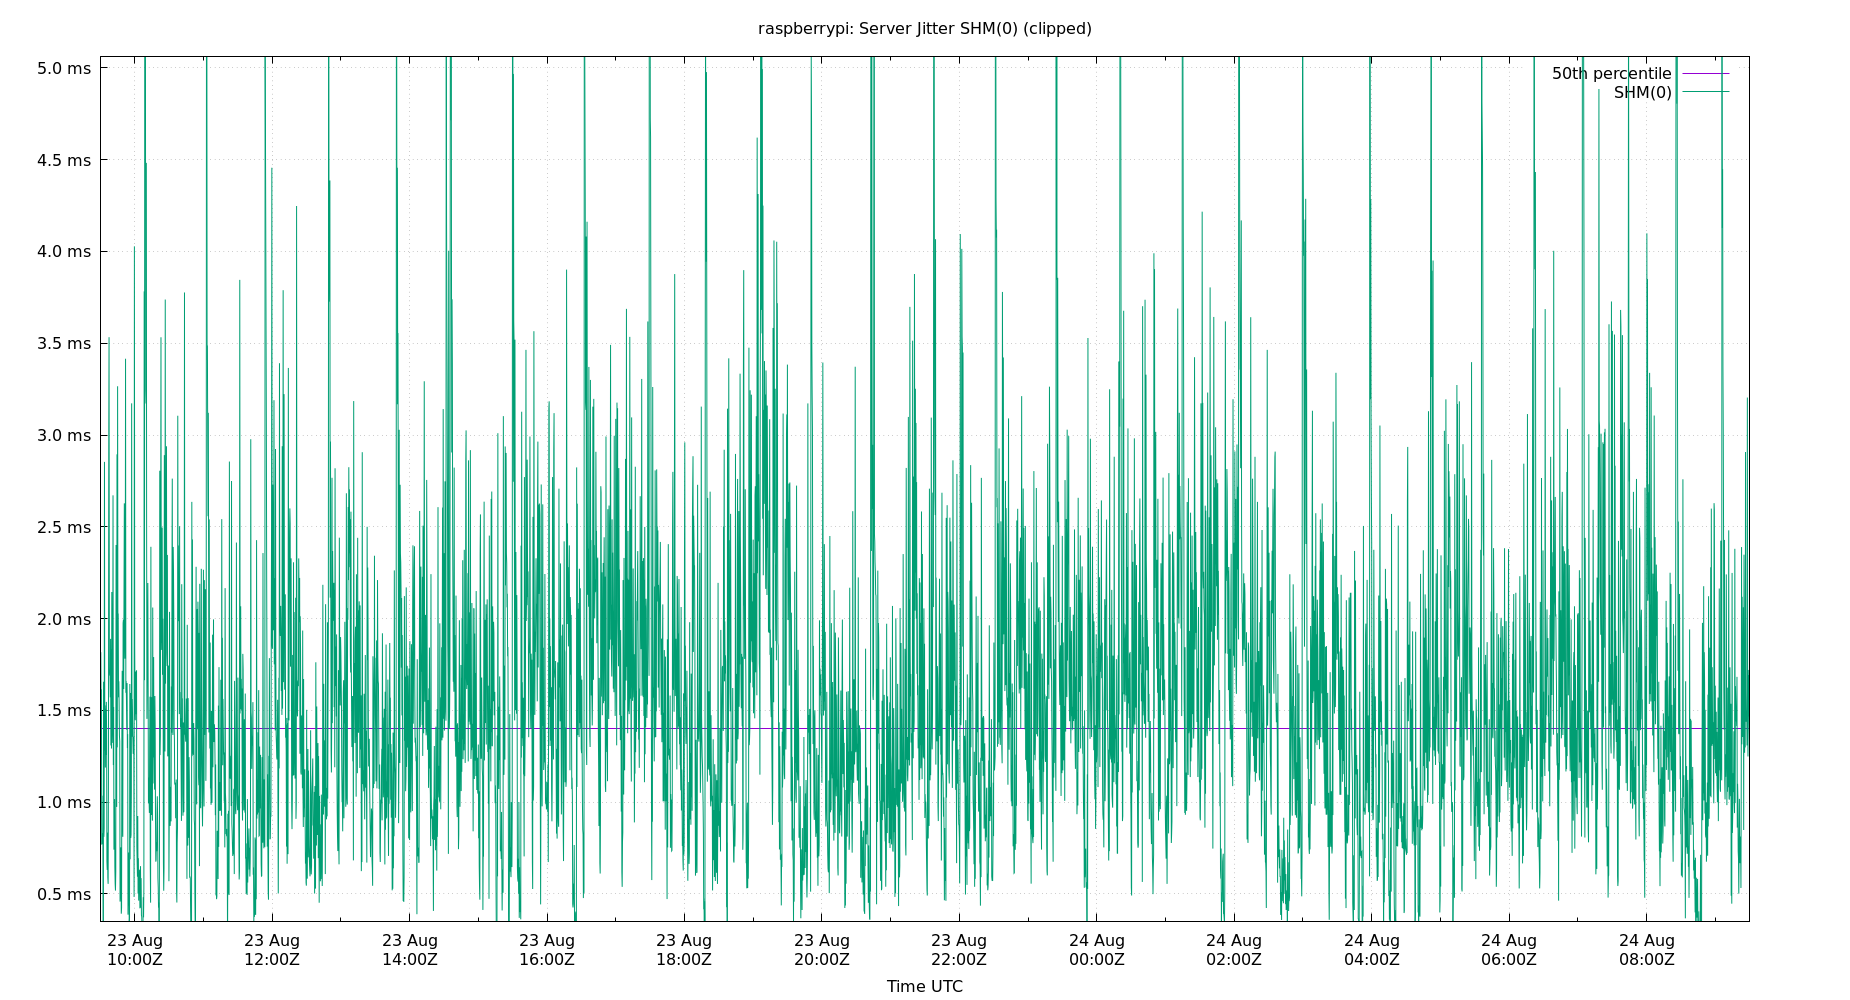 raspberrypi: Server Jitter SHM(0) (clipped)
50th percentile
SHM(0)
5.0 ms
4.5 ms
4.0 ms
3.5 ms
3.0 ms
2.5 ms
2.0 ms
1.5 ms
1.0 ms
0.5 ms
23 Aug 23 Aug 23 Aug 23 Aug 23 Aug 23 Aug 23 Aug 24 Aug 24 Aug 24 Aug 24 Aug 24 Aug
10:00Z 12:00Z 14:00Z 16:00Z 18:00Z 20:00Z 22:00Z 00:00Z 02:00Z 04:00Z 06:00Z 08:00Z
Time UTC